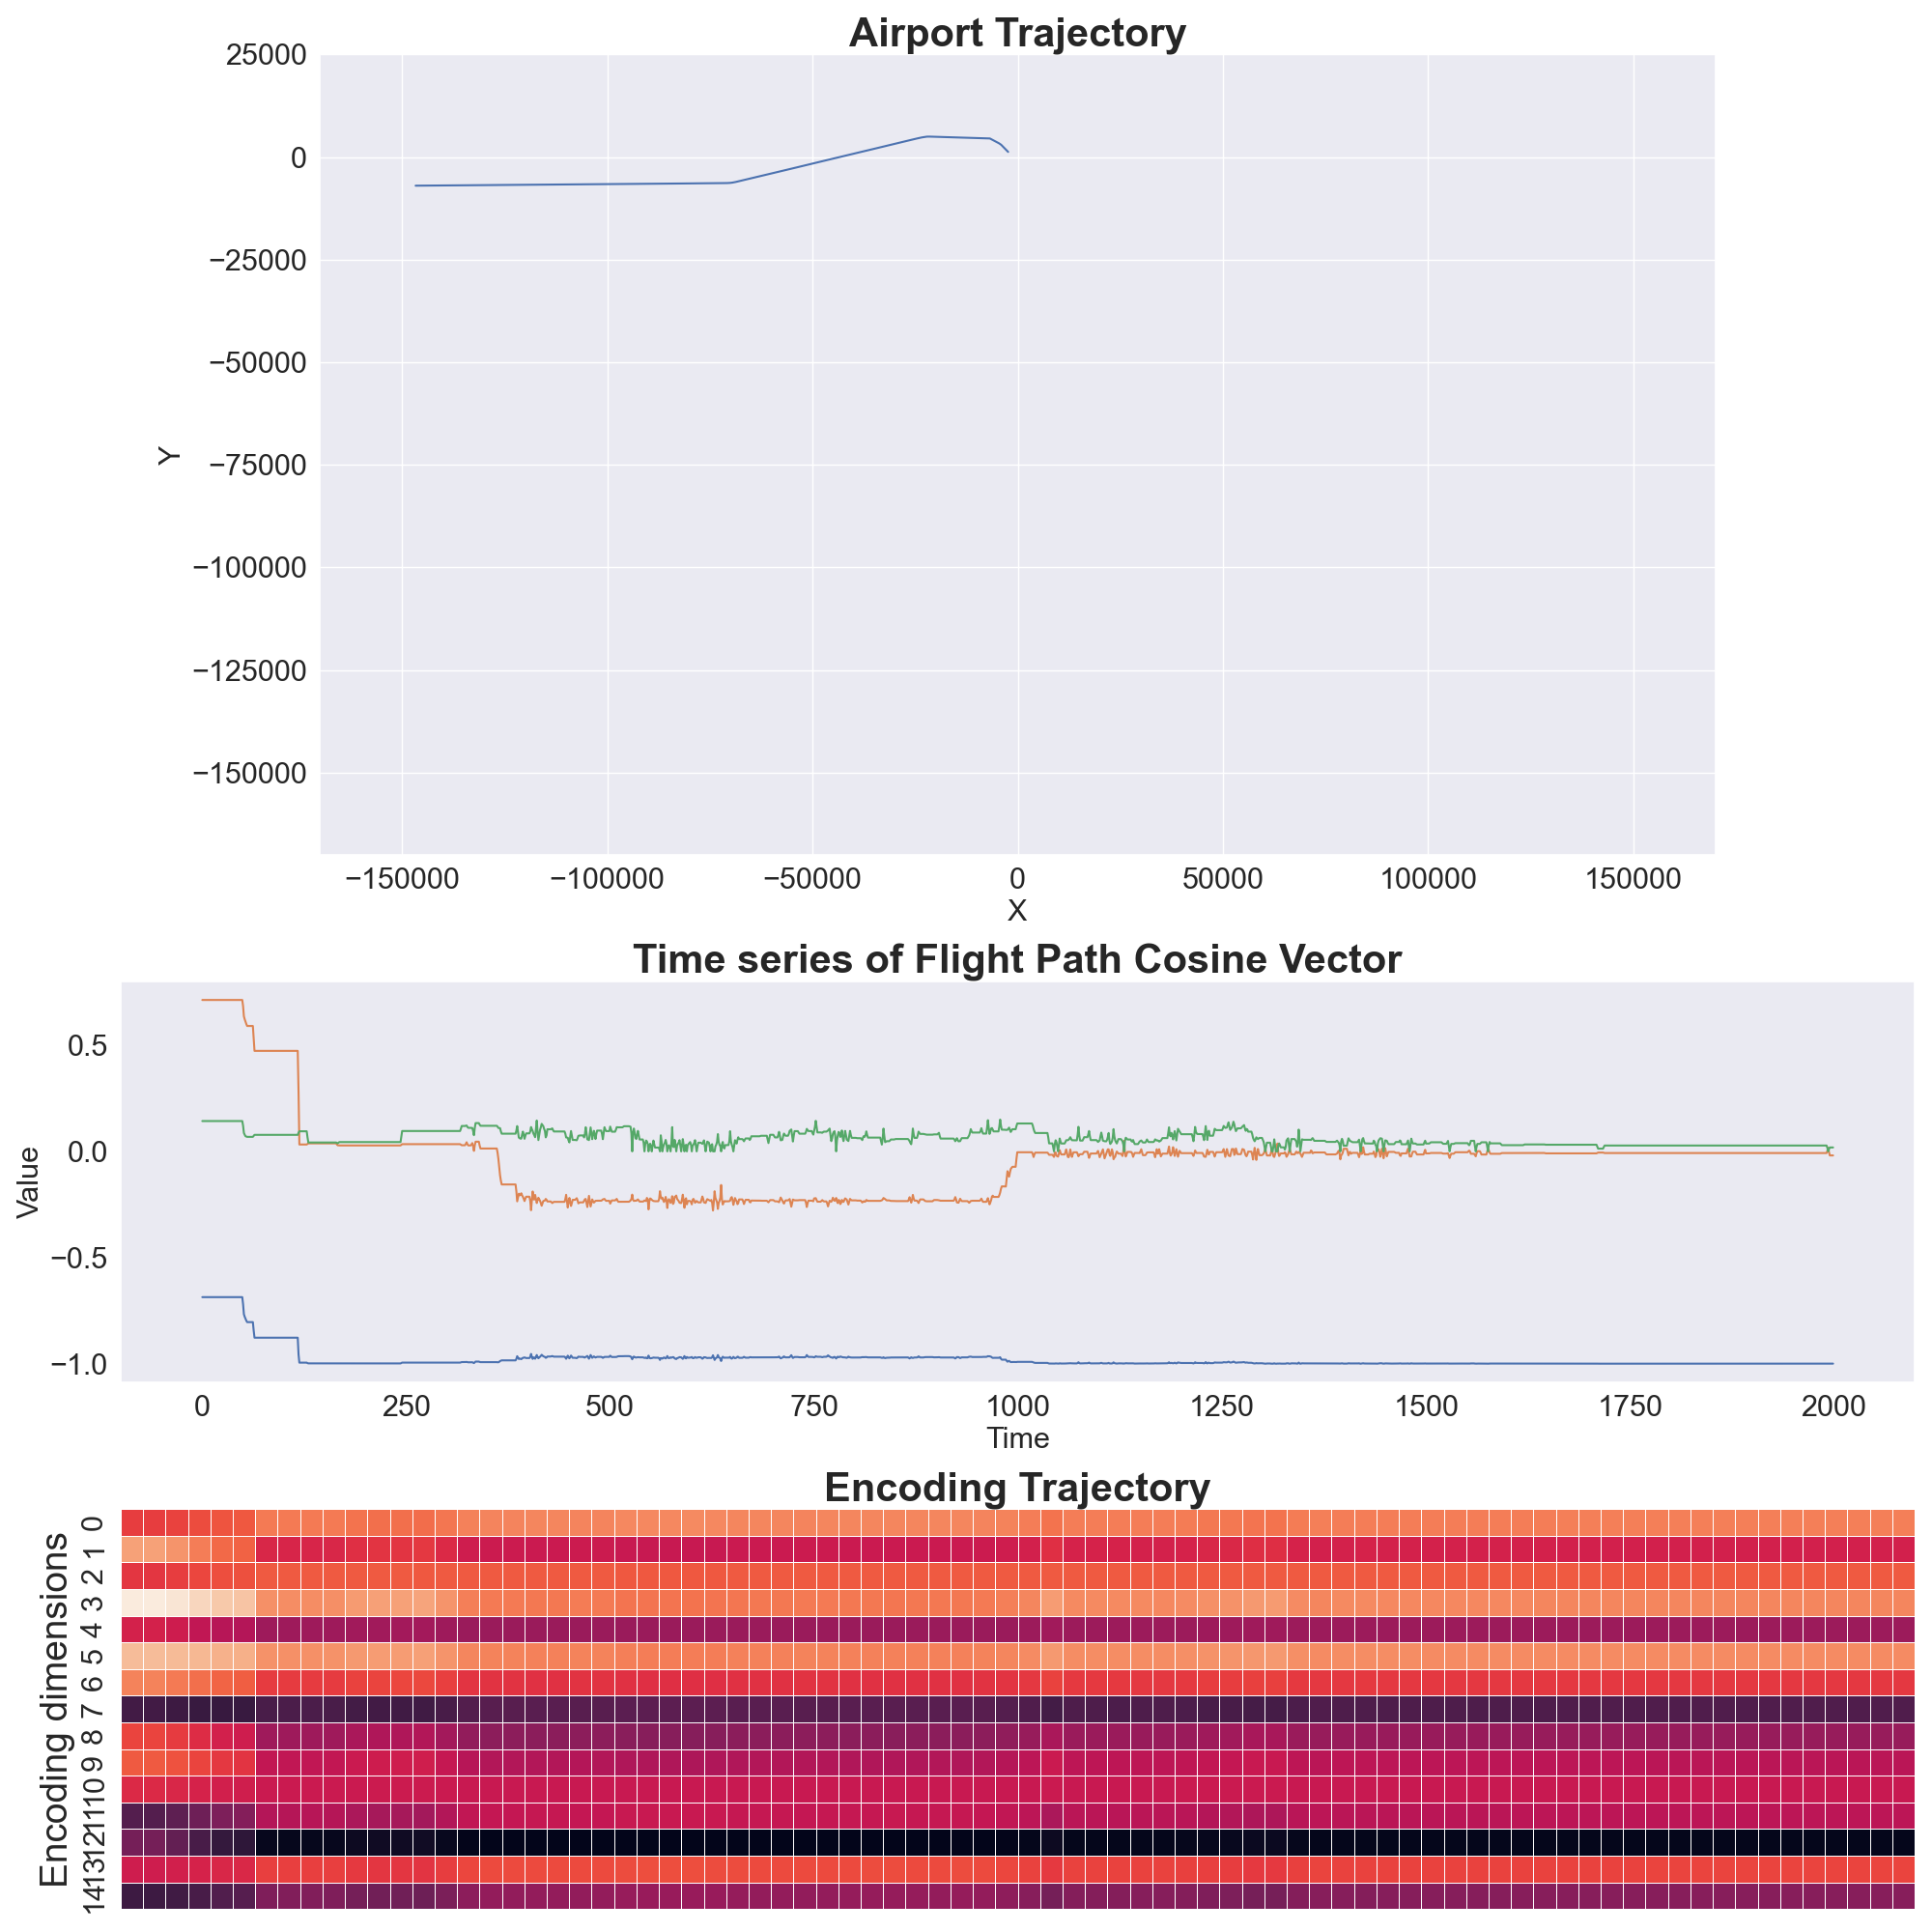 Airport Trajectory
25000
0
−25000
−50000
−75000
−100000
−125000
−150000
Y
−150000 −100000 −50000 0 50000 100000 150000
X
Time series of Flight Path Cosine Vector
0.5
0.0
−0.5
−1.0
Value
0 250 500 750 1000 1250 1500 1750 2000
Time
Encoding Trajectory
Encoding dimensions
0
1
2
3
4
5
6
7
8
9
10
11
12
13
14